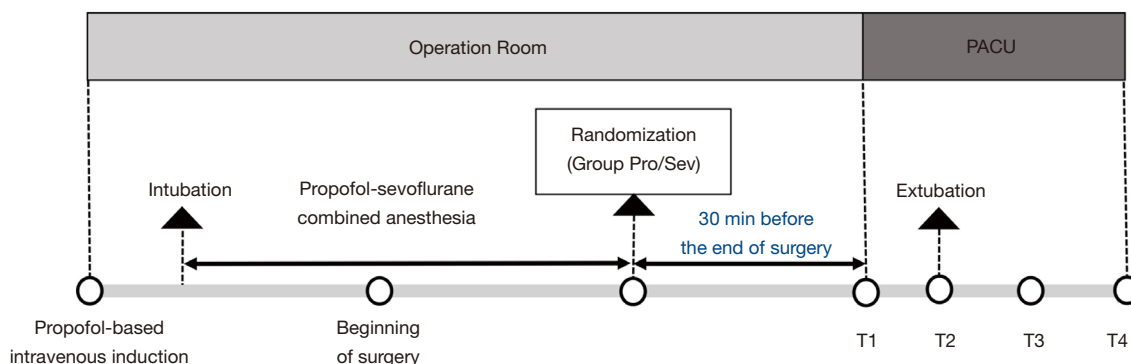 Operation Room
PACU
Randomization
(Group Pro/Sev)
Intubation
Propofol-sevoflurane
combined anesthesia
30 min before
the end of surgery
Extubation
Propofol-based
intravenous induction
Beginning
of surgery
T1
T2
T3
T4